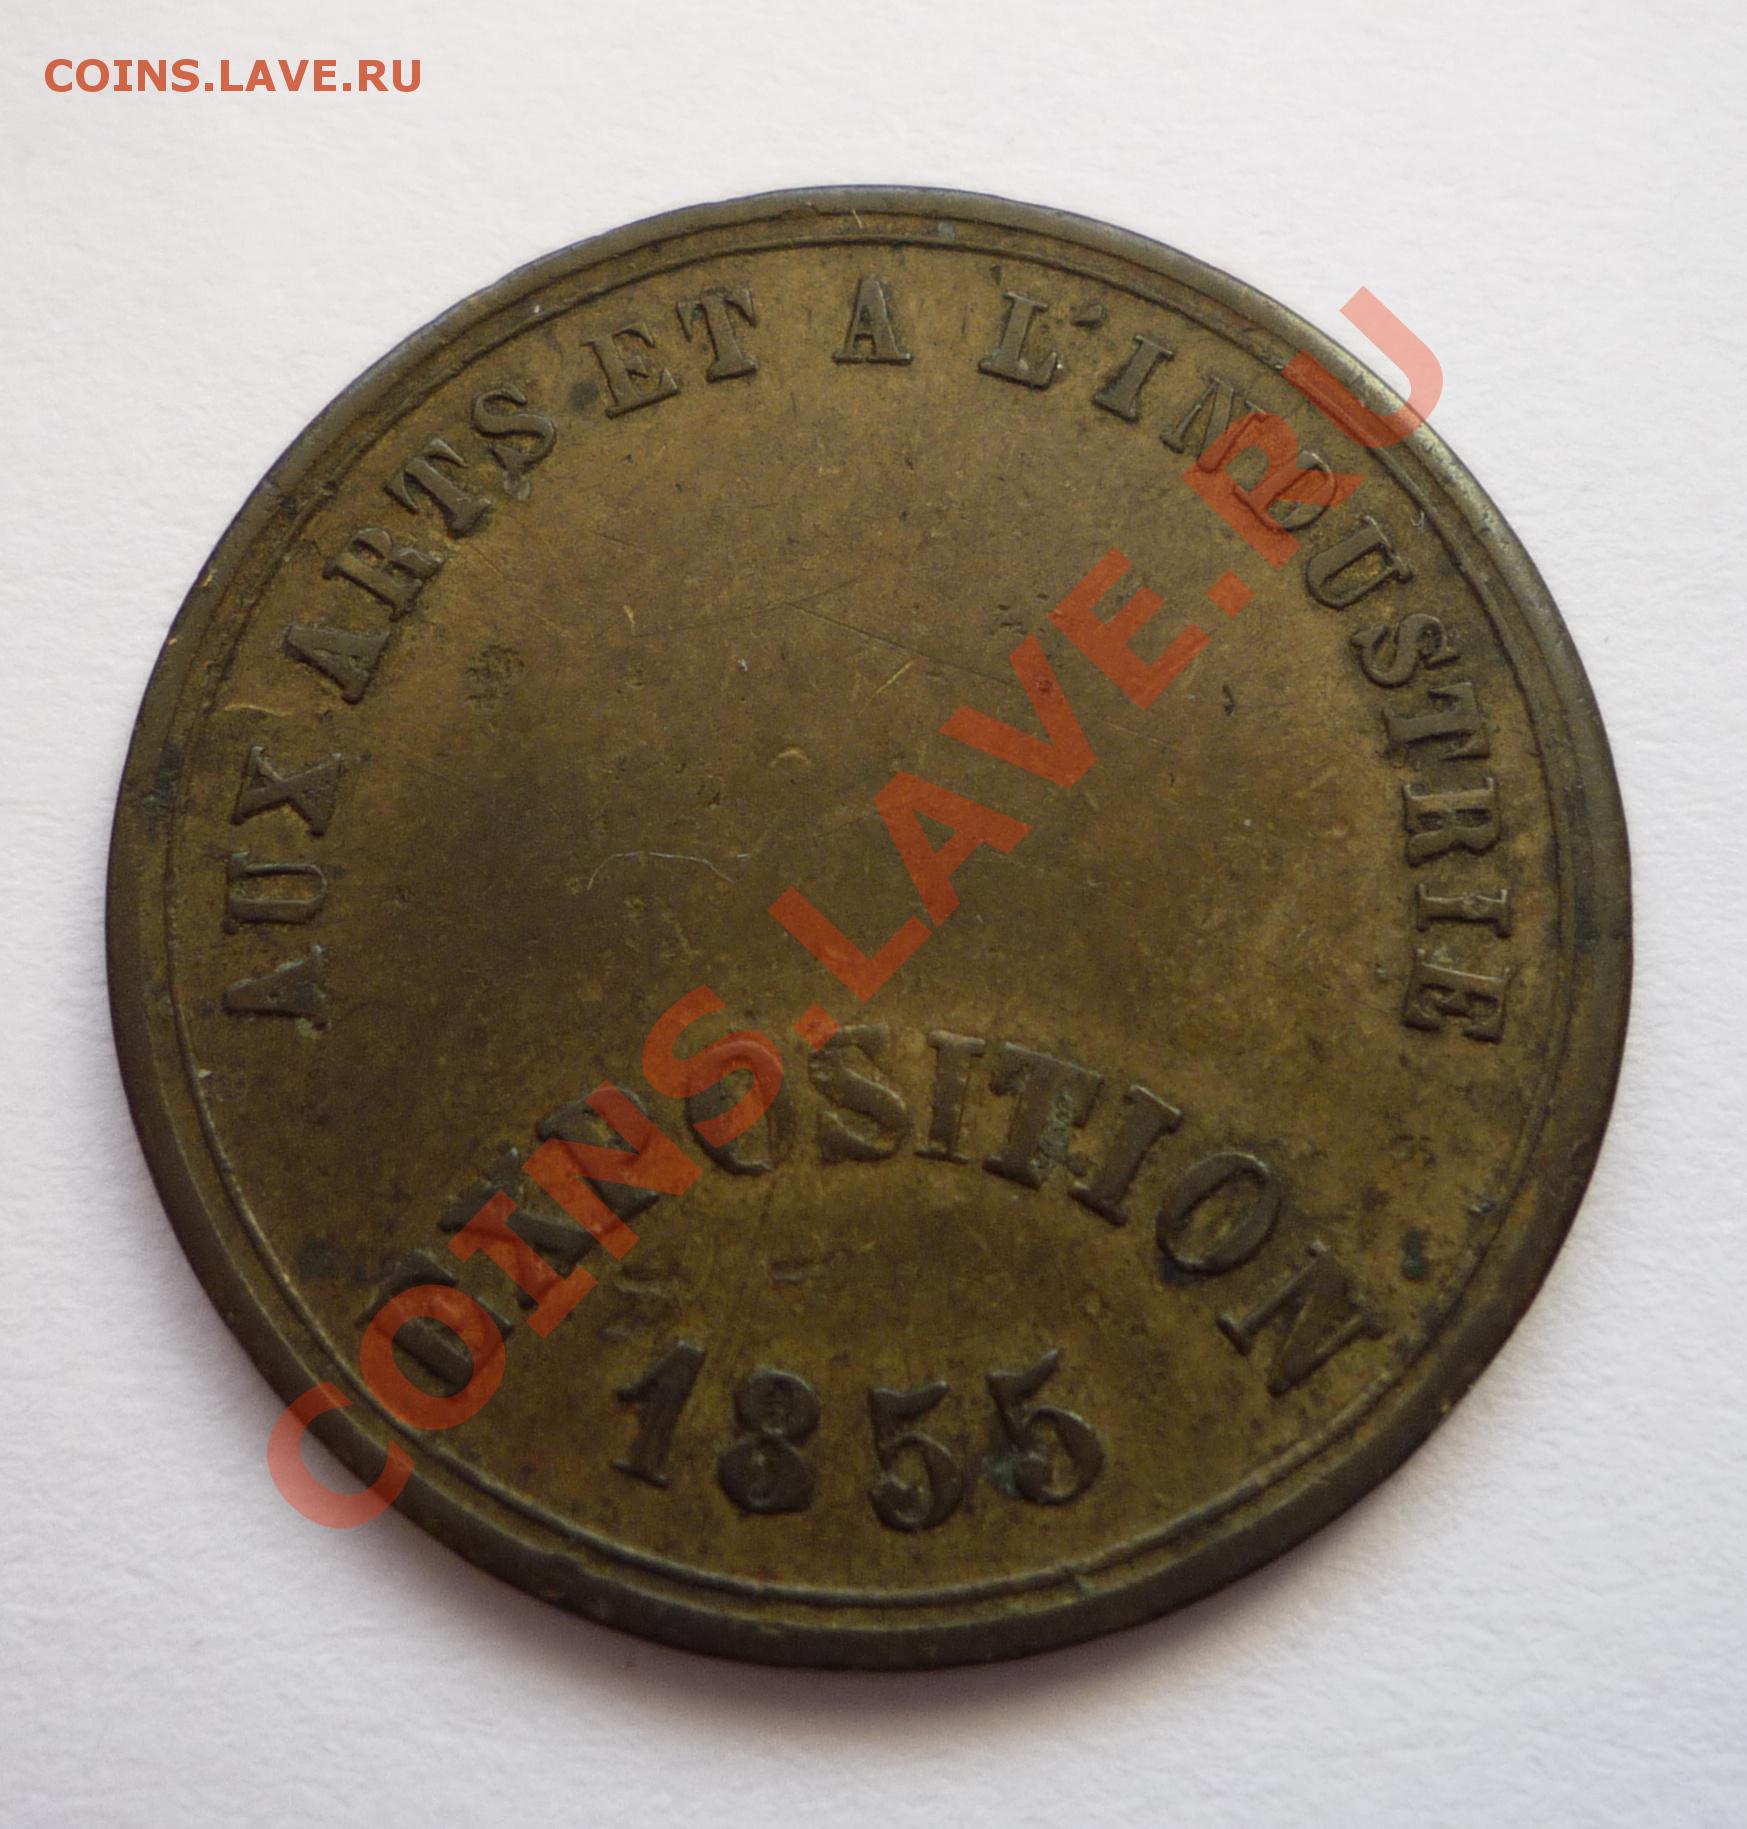 COINS.LAVE.RU
AUX ARTS ET A L'INDUSTRIE
EXPOSITION
1855
COINS.LAVE.RU